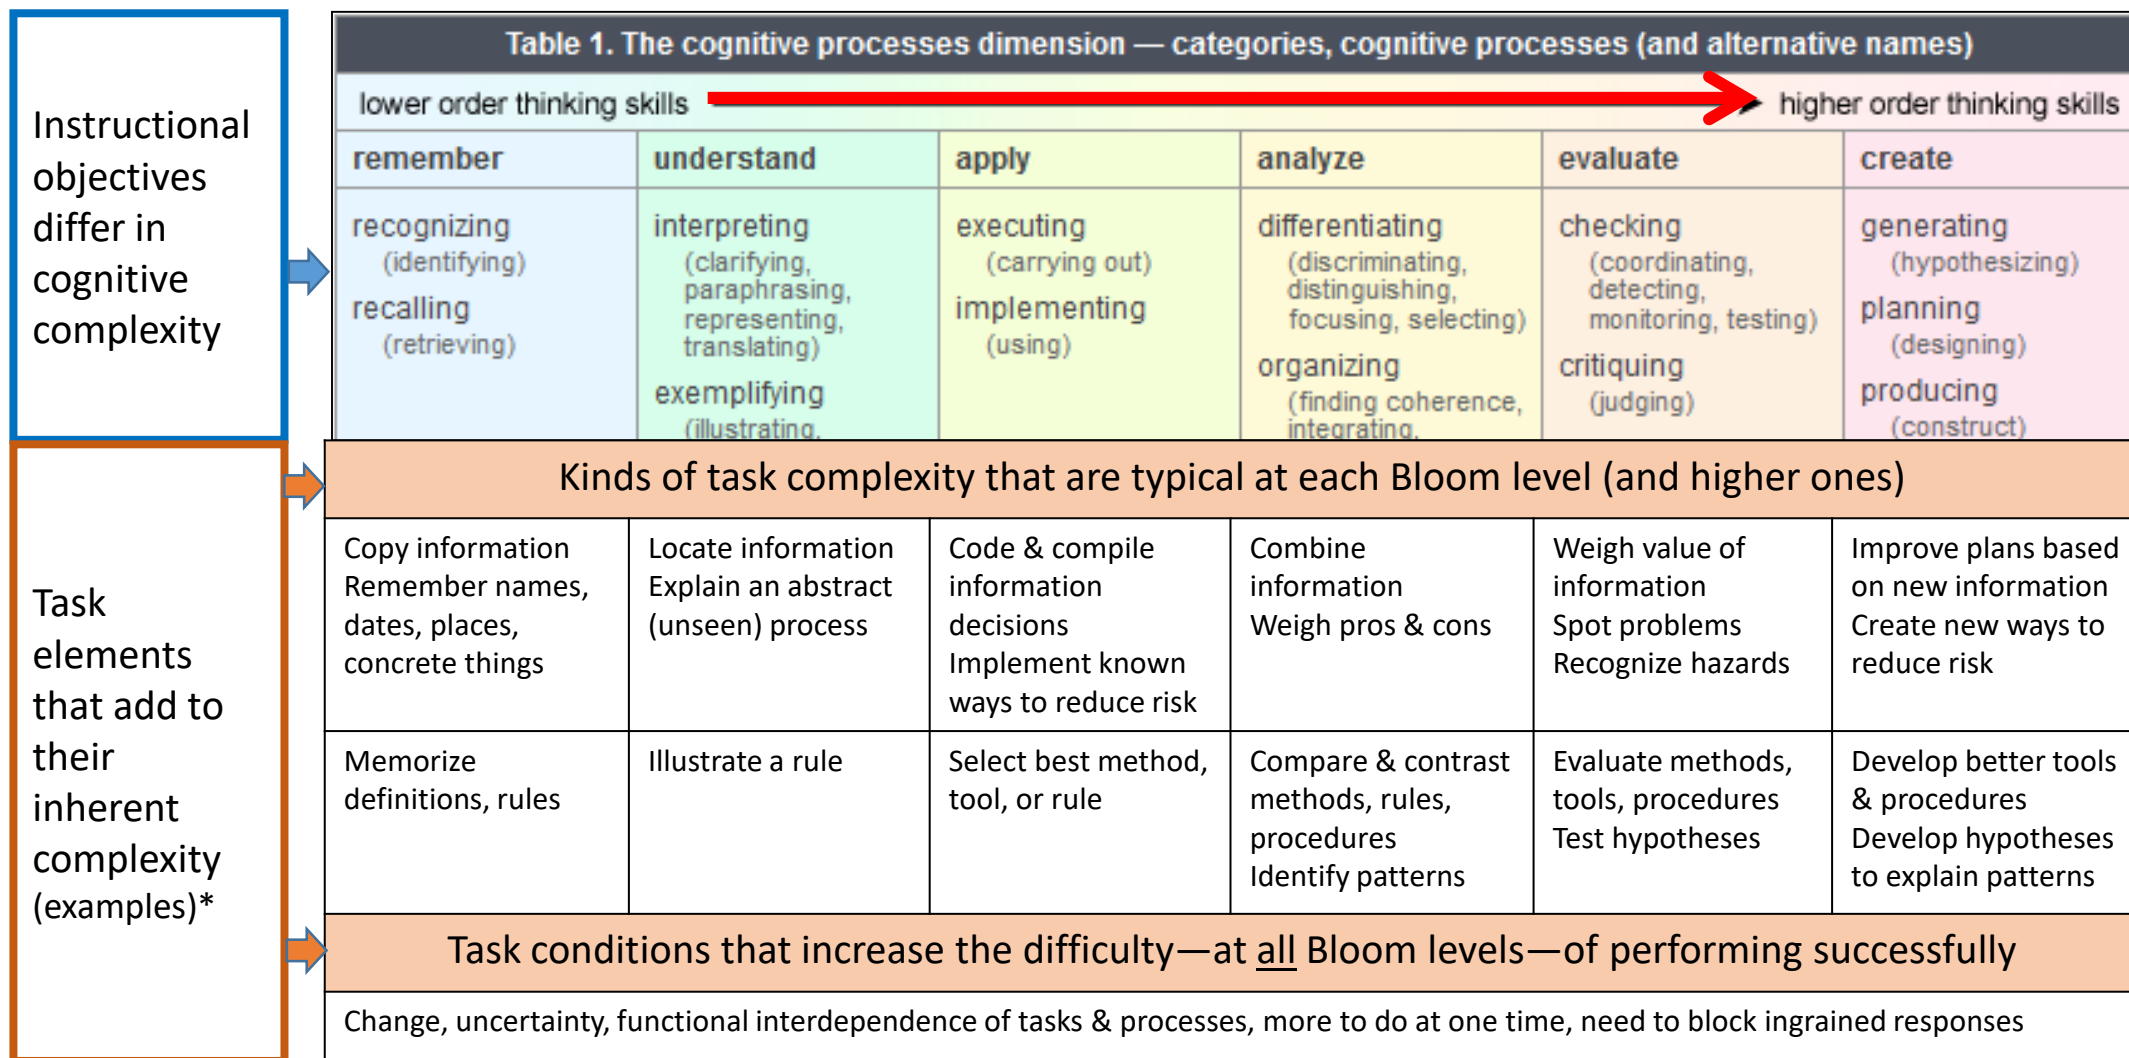 Instructional
objectives
differ in
cognitive
complexity
Table 1. The cognitive processes dimension — categories, cognitive processes (and alternative names)
lower order thinking skills
higher order thinking skills
remember
understand
apply
analyze
evaluate
create
recognizing
(identifying)
recalling
(retrieving)
interpreting
(clarifying,
paraphrasing,
representing,
translating)
exemplifying
(illustrating,
executing
(carrying out)
implementing
(using)
differentiating
(discriminating,
distinguishing,
focusing, selecting)
organizing
(finding coherence,
integrating,
checking
(coordinating,
detecting,
monitoring, testing)
critiquing
(judging)
generating
(hypothesizing)
planning
(designing)
producing
(construct)
Task
elements
that add to
their
inherent
complexity
(examples)*
Kinds of task complexity that are typical at each Bloom level (and higher ones)
Copy information
Remember names,
dates, places,
concrete things
Locate information
Explain an abstract
(unseen) process
Code & compile
information
decisions
Implement known
ways to reduce risk
Combine
information
Weigh pros & cons
Weigh value of
information
Spot problems
Recognize hazards
Improve plans based
on new information
Create new ways to
reduce risk
Memorize
definitions, rules
Illustrate a rule
Select best method,
tool, or rule
Compare & contrast
methods, rules,
procedures
Identify patterns
Evaluate methods,
tools, procedures
Test hypotheses
Develop better tools
& procedures
Develop hypotheses
to explain patterns
Task conditions that increase the difficulty—at all Bloom levels—of performing successfully
Change, uncertainty, functional interdependence of tasks & processes, more to do at one time, need to block ingrained responses